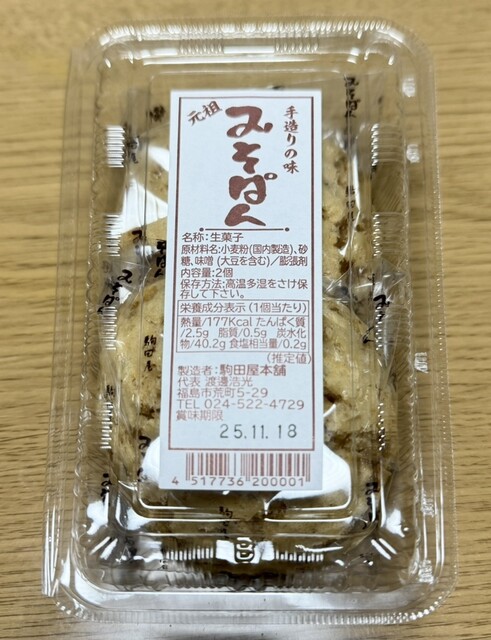 手造りの味
元祖
みそぱん
名称:生菓子
原材料名:小麦粉(国内製造)、砂
糖、味噌(大豆を含む)/膨張剤
内容量:2個
保存方法:高温多湿をさけ保
存して下さい。
栄養成分表示(1個当たり)
熱量/177Kcal たんぱく質
/2.5g 脂質/0.5g 炭水化
物/40.2g 食塩相当量/0.2g
(推定値)
製造者:駒田屋本舗
代表 渡邊浩光
福島市荒町5-29
TEL 024-522-4729
賞味期限
25.11.18
4517736200001
駒田屋